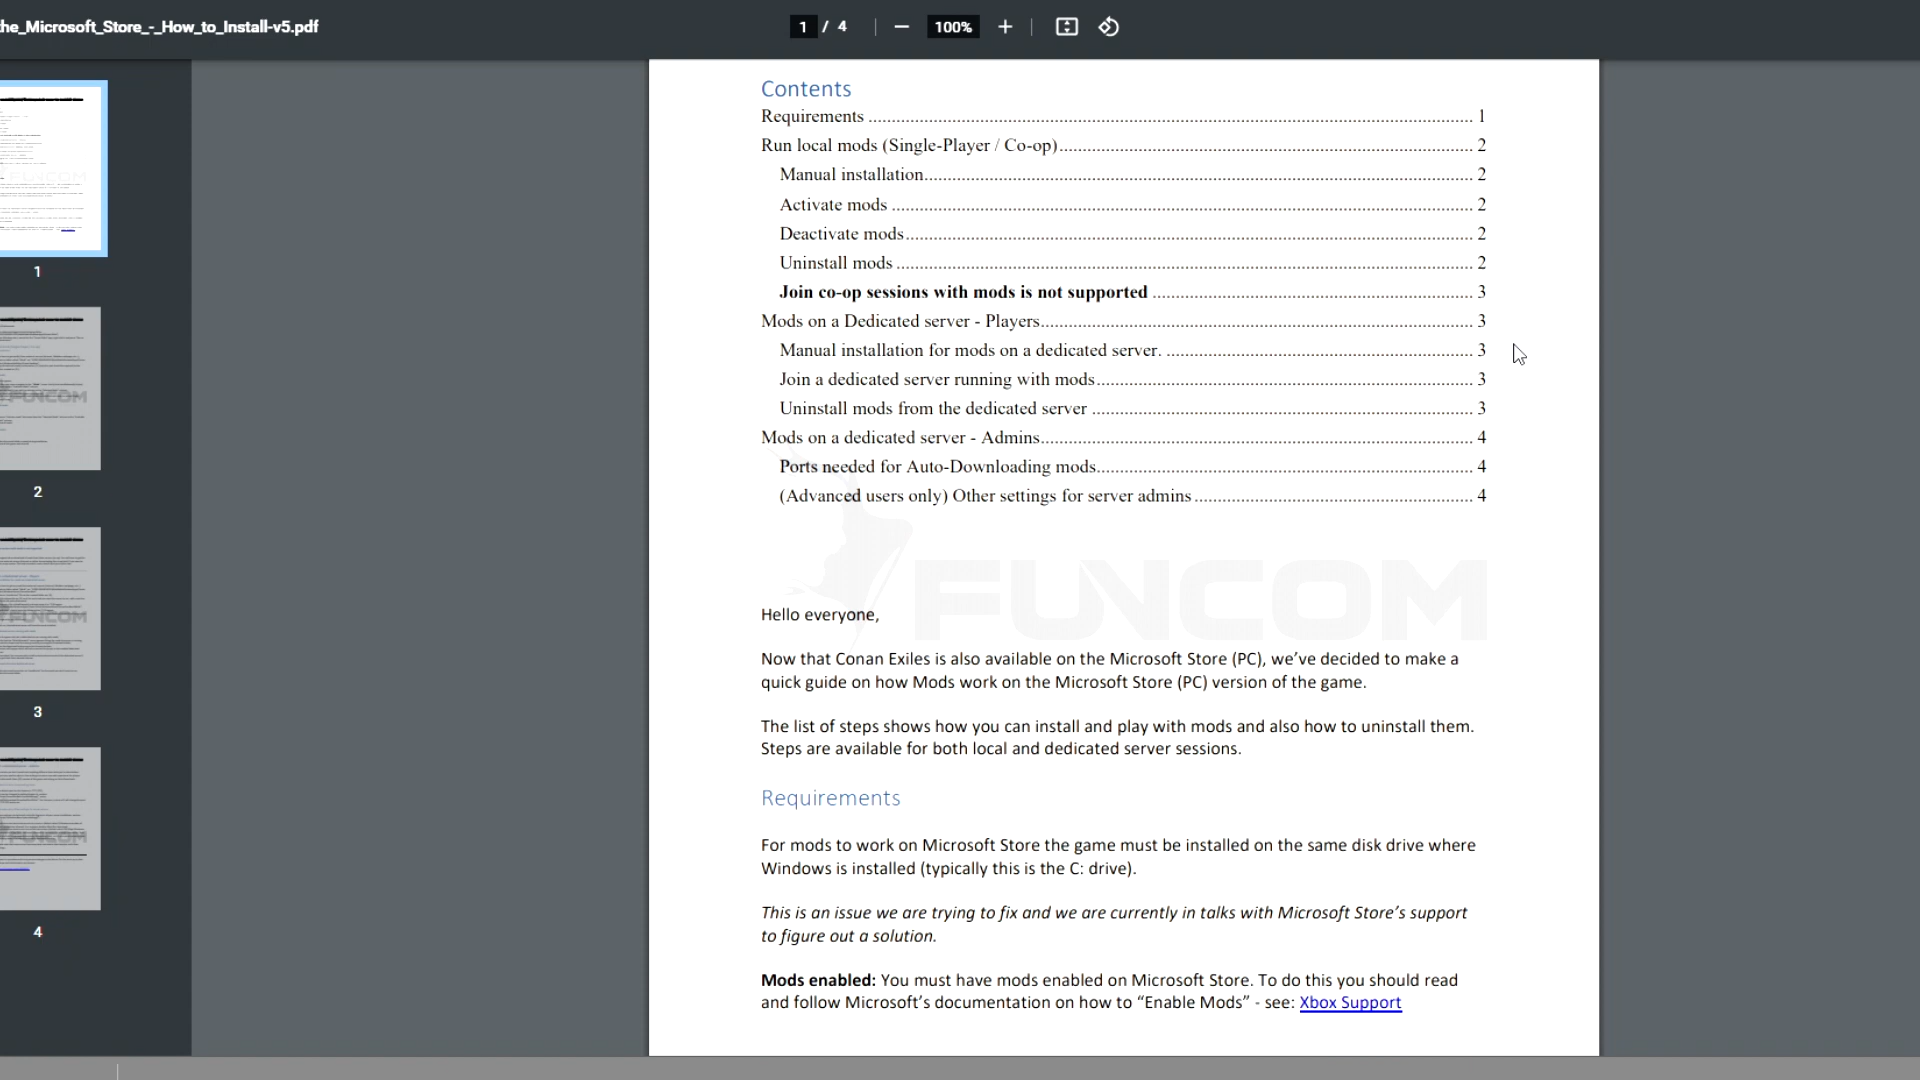 he_Microsoft_Store_-_How_to_Install-v5.pdf
1 / 4
100%
Contents
Requirements 1
Run local mods (Single-Player / Co-op) 2
Manual installation 2
Activate mods 2
Deactivate mods 2
Uninstall mods 2
Join co-op sessions with mods is not supported 3
Mods on a Dedicated server - Players 3
Manual installation for mods on a dedicated server. 3
Join a dedicated server running with mods 3
Uninstall mods from the dedicated server 3
Mods on a dedicated server - Admins 4
Ports needed for Auto-Downloading mods 4
(Advanced users only) Other settings for server admins 4
FUNCOM
Hello everyone,
Now that Conan Exiles is also available on the Microsoft Store (PC), we’ve decided to make a
quick guide on how Mods work on the Microsoft Store (PC) version of the game.
The list of steps shows how you can install and play with mods and also how to uninstall them.
Steps are available for both local and dedicated server sessions.
Requirements
For mods to work on Microsoft Store the game must be installed on the same disk drive where
Windows is installed (typically this is the C: drive).
This is an issue we are trying to fix and we are currently in talks with Microsoft Store’s support
to figure out a solution.
Mods enabled: You must have mods enabled on Microsoft Store. To do this you should read
and follow Microsoft’s documentation on how to “Enable Mods” - see: Xbox Support
1
2
3
4